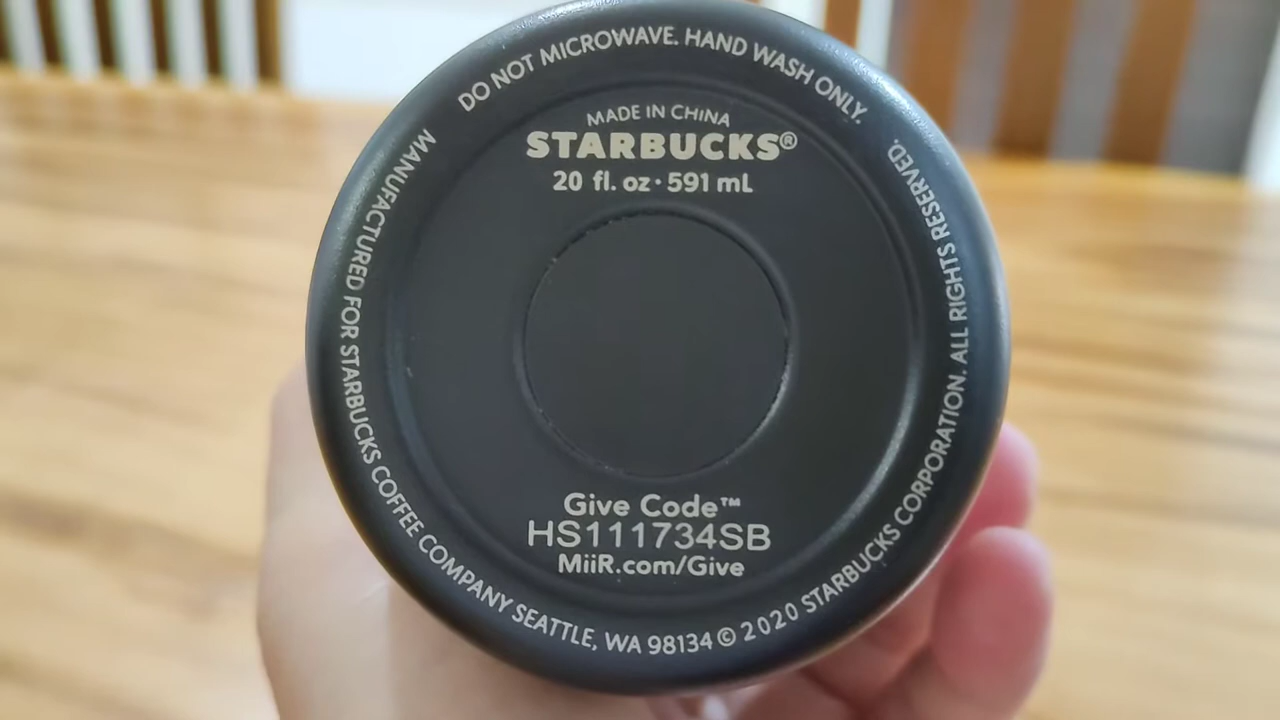 DO NOT MICROWAVE. HAND WASH ONLY.
MADE IN CHINA
STARBUCKS®
20 fl. oz · 591 mL
Give Code™
HS111734SB
MiiR.com/Give
MANUFACTURED FOR STARBUCKS COFFEE COMPANY SEATTLE, WA 98134 © 2020 STARBUCKS CORPORATION. ALL RIGHTS RESERVED.